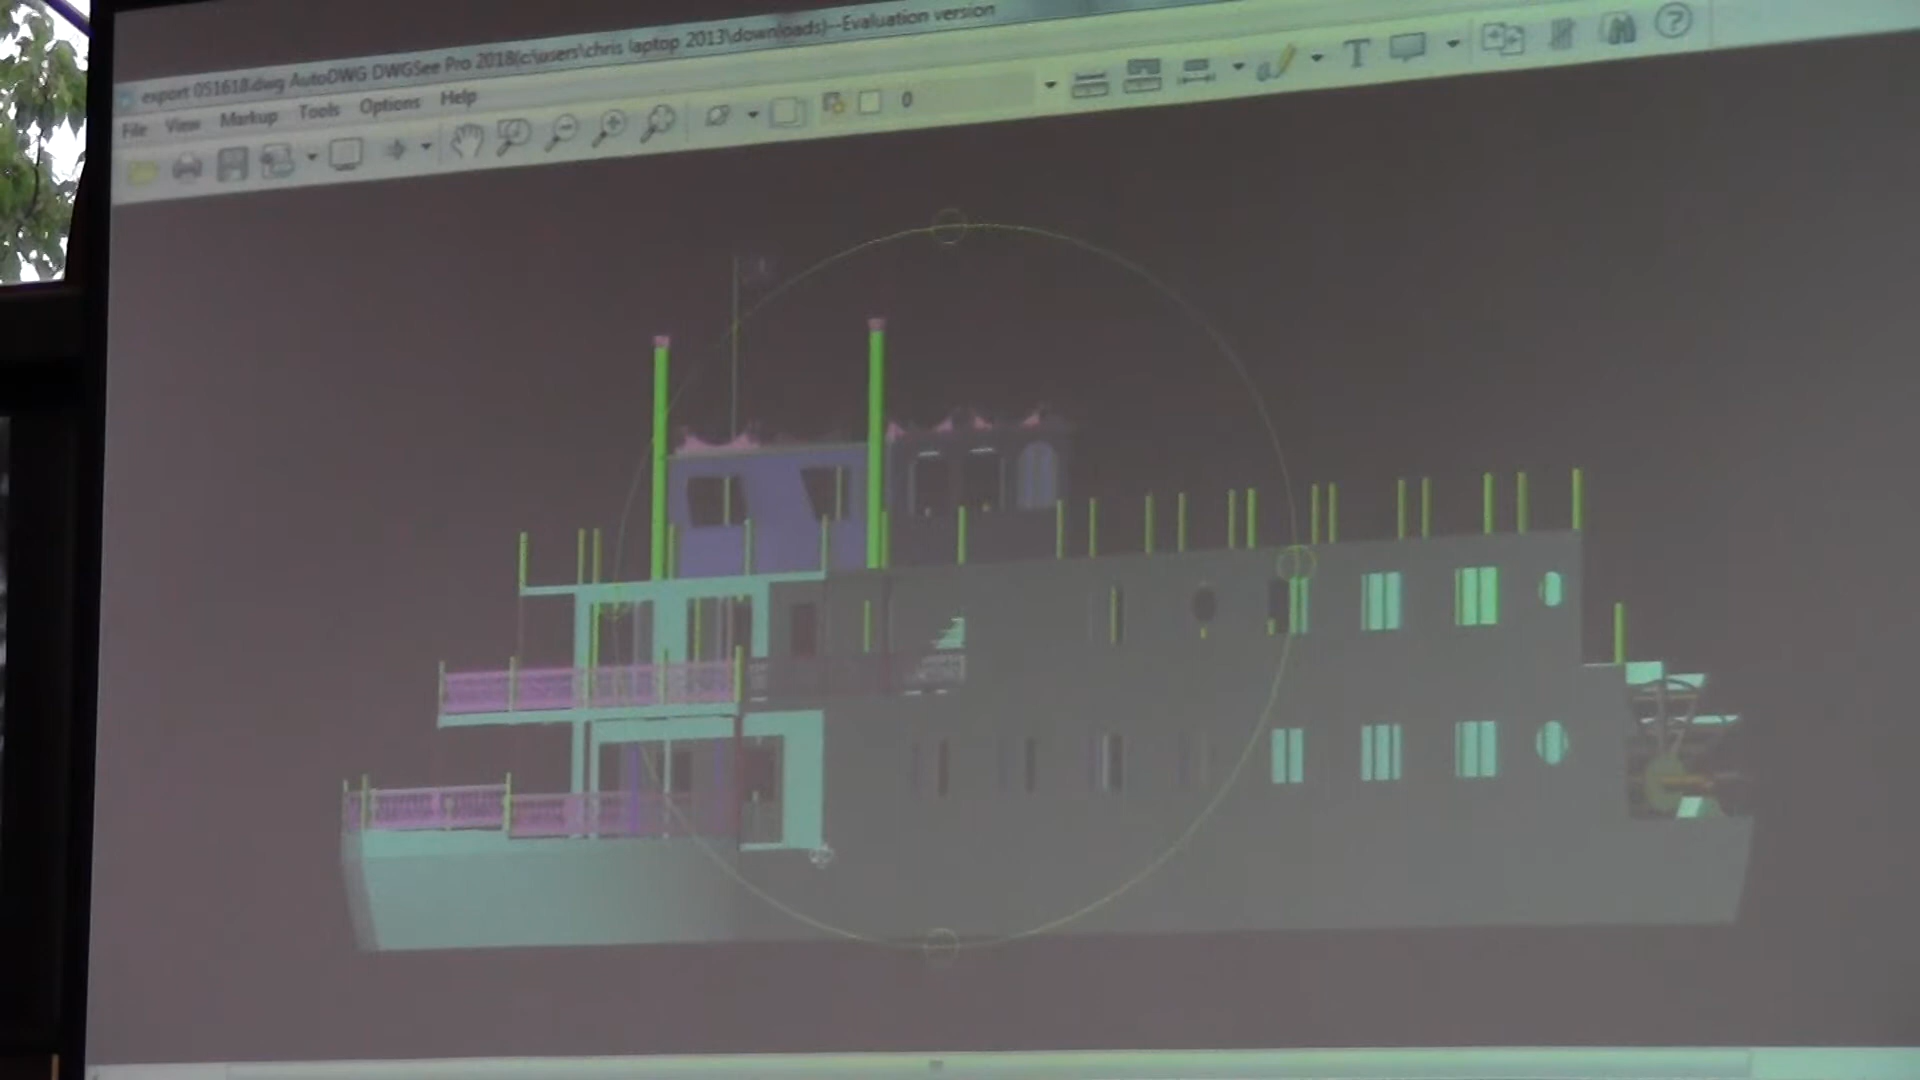 export 051618.dwg AutoDWG DWGSee Pro 2018(c:\users\chris laptop 2013\downloads)--Evaluation version
File View Markup Tools Options Help
0
T
?